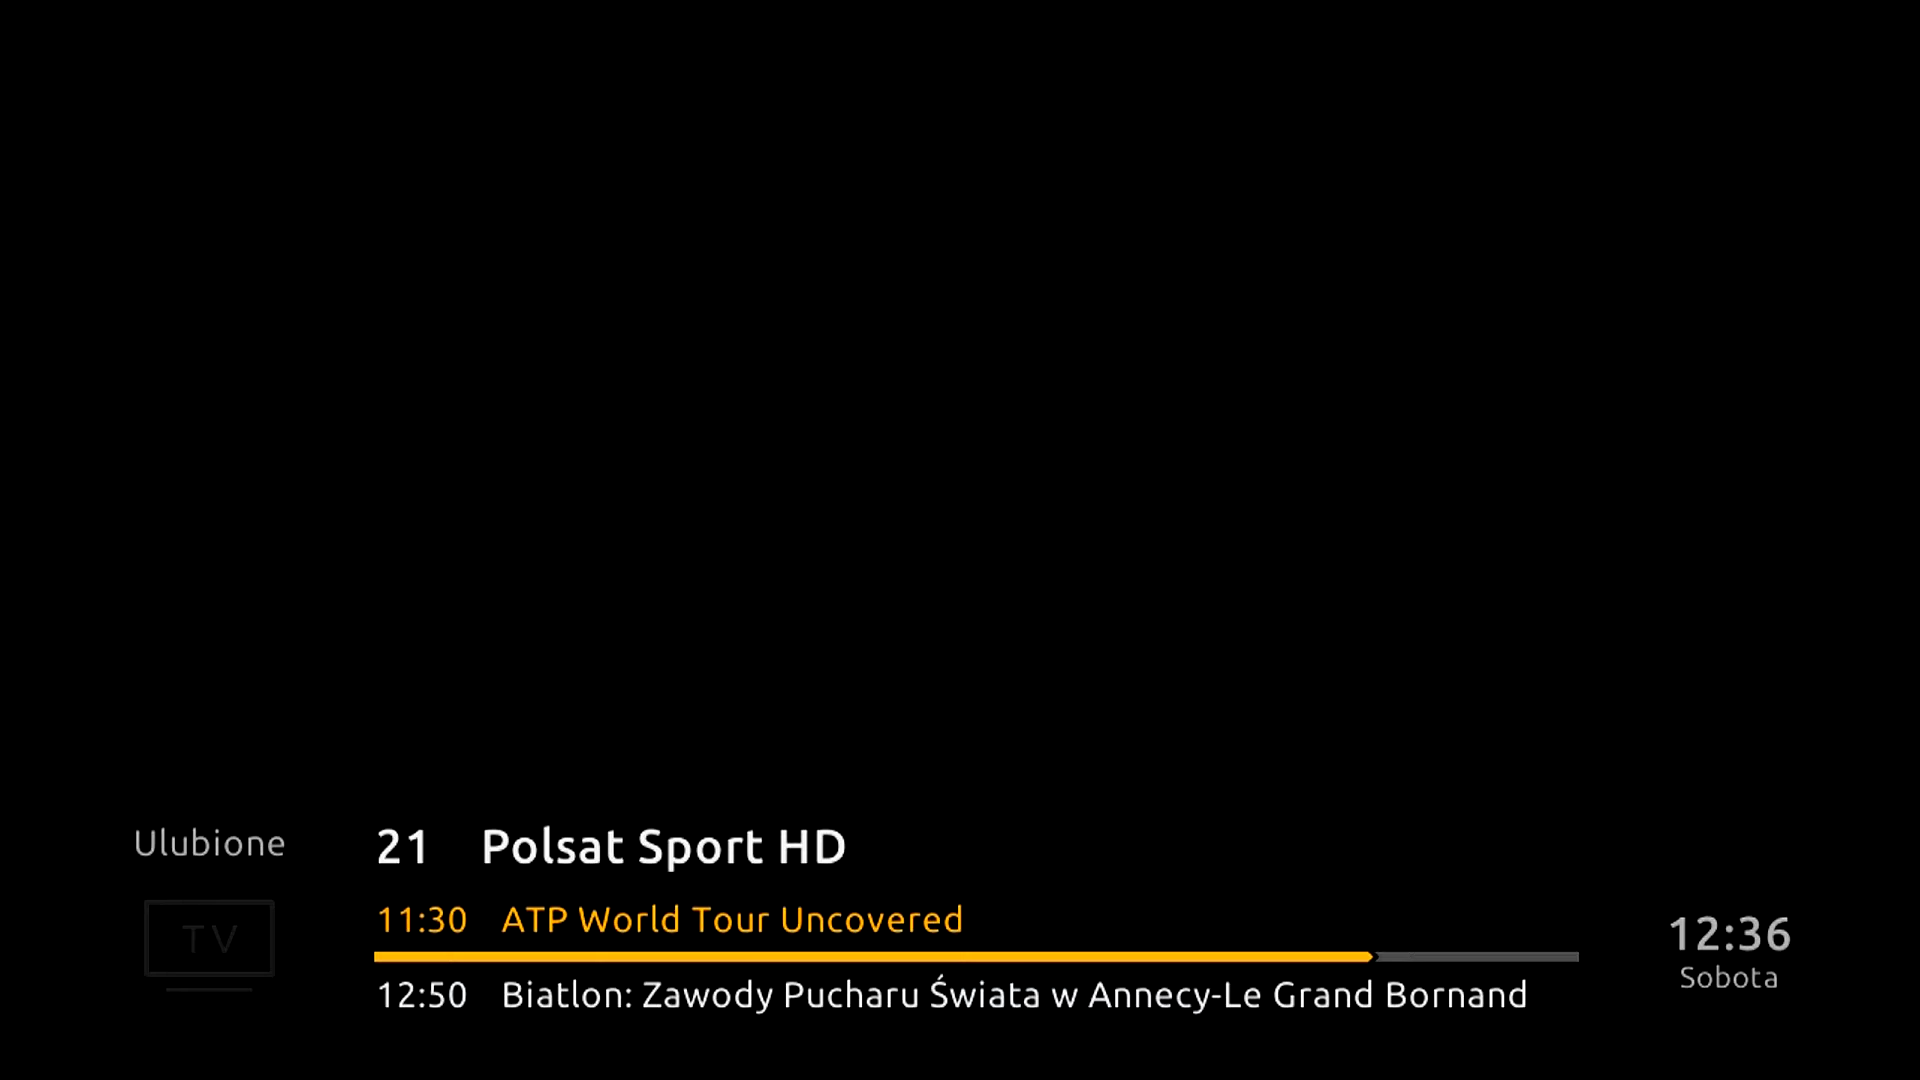 Ulubione
21 Polsat Sport HD
TV
11:30 ATP World Tour Uncovered
12:50 Biatlon: Zawody Pucharu Świata w Annecy-Le Grand Bornand
12:36
Sobota